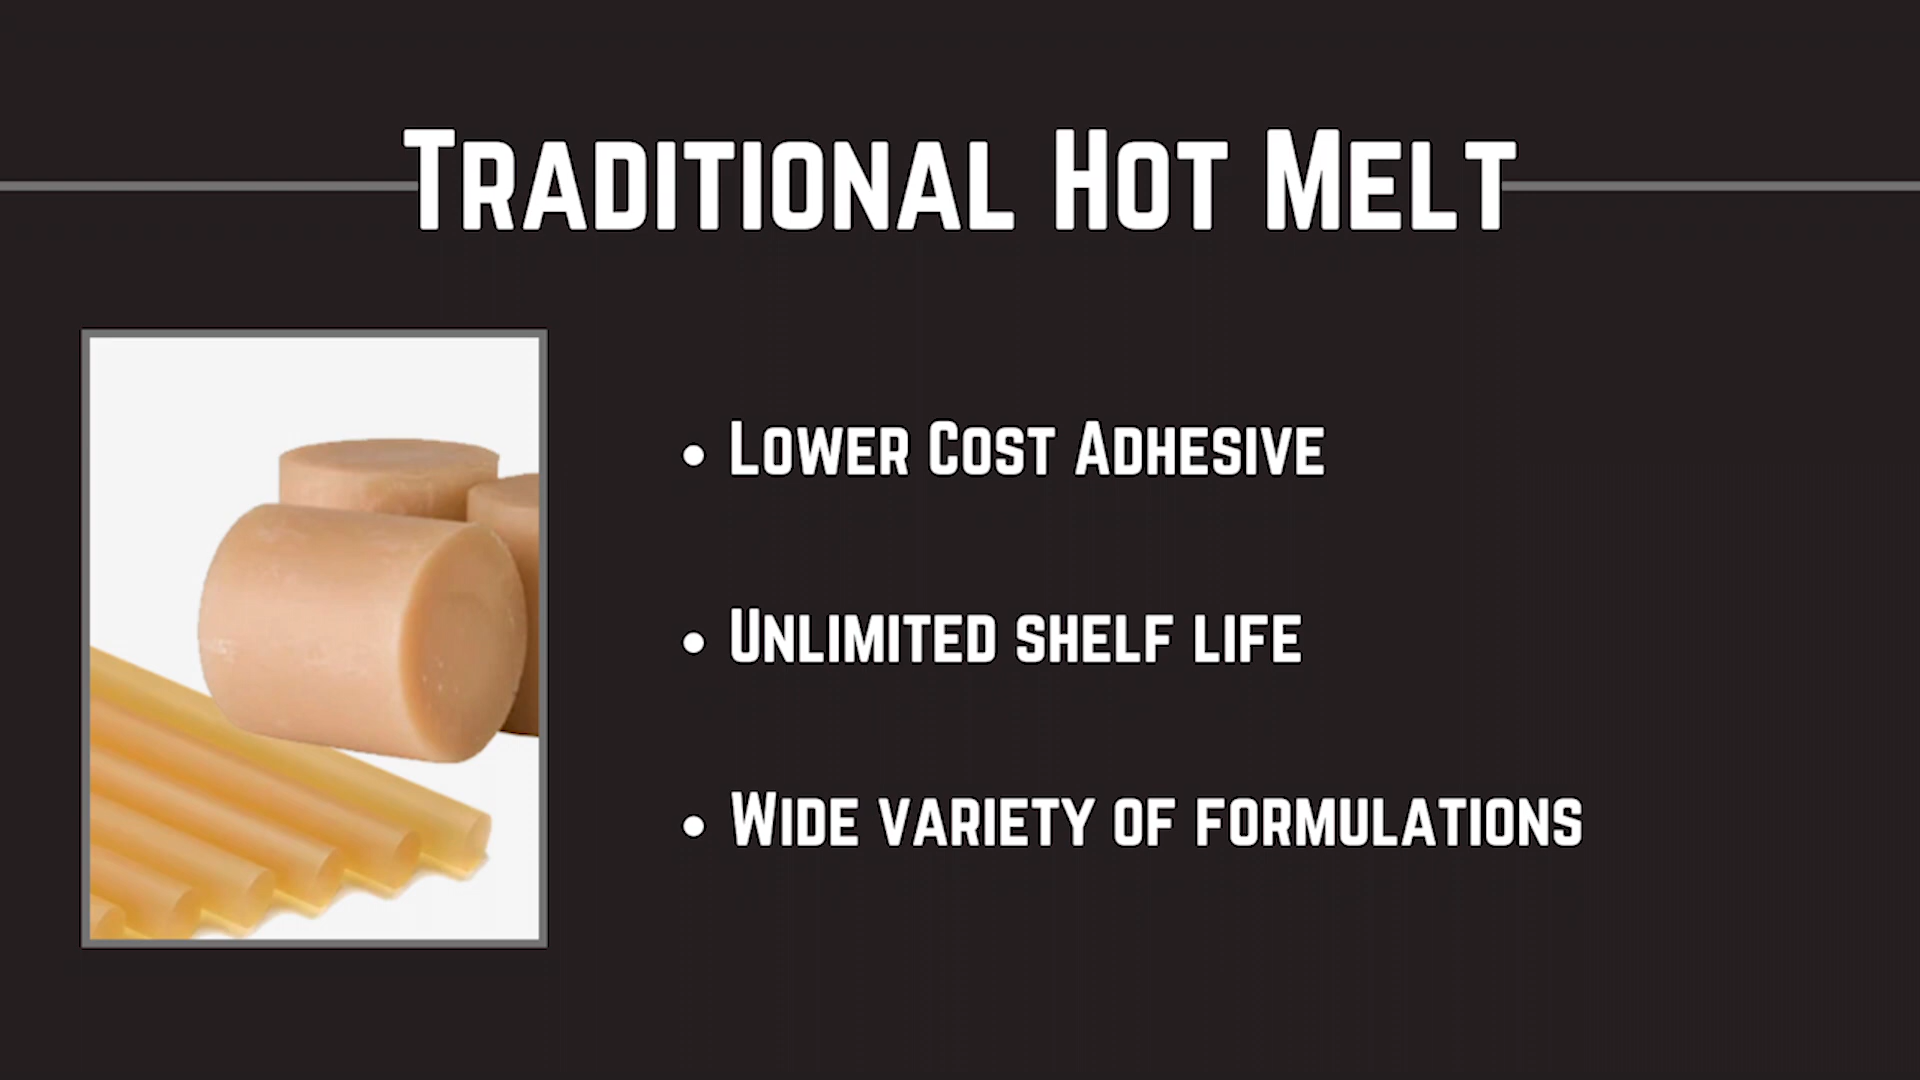 Traditional Hot Melt
• Lower Cost Adhesive
• Unlimited shelf life
• Wide variety of formulations